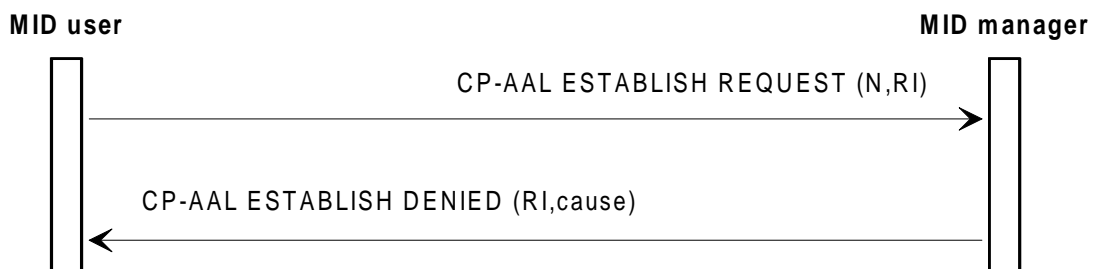 MID user
MID manager
CP-AAL ESTABLISH REQUEST (N,RI)
CP-AAL ESTABLISH DENIED (RI,cause)